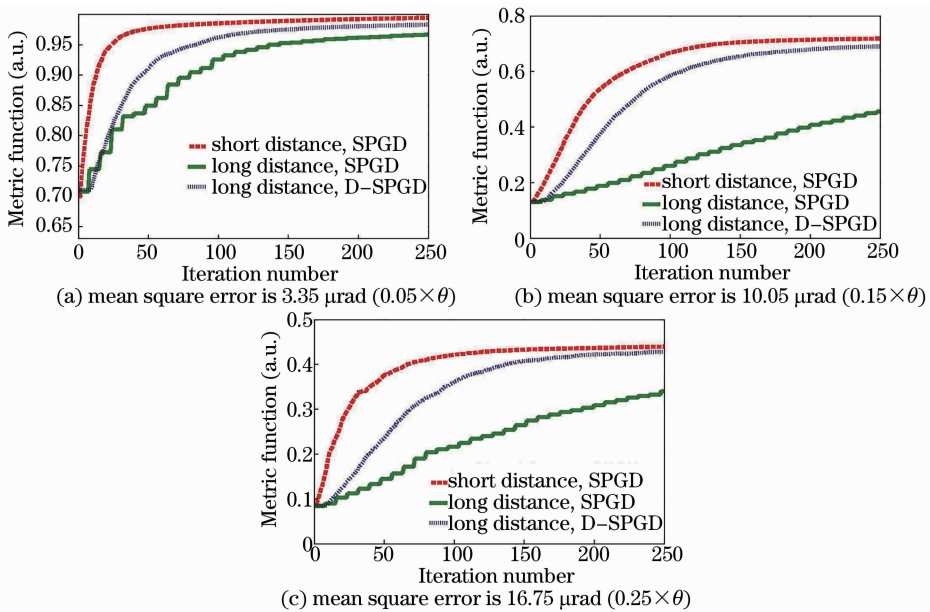 Metric function (a.u.)
0.95
0.90
0.85
0.80
0.75
0.70
0.65
short distance, SPGD
long distance, SPGD
long distance, D-SPGD
0 50 100 150 200 250
Iteration number
(a) mean square error is 3.35 μrad (0.05×θ)
Metric function (a.u.)
0.8
0.6
0.4
0.2
0
short distance, SPGD
long distance, SPGD
long distance, D-SPGD
0 50 100 150 200 250
Iteration number
(b) mean square error is 10.05 μrad (0.15×θ)
Metric function (a.u.)
0.5
0.4
0.3
0.2
0.1
0
short distance, SPGD
long distance, SPGD
long distance, D-SPGD
0 50 100 150 200 250
Iteration number
(c) mean square error is 16.75 μrad (0.25×θ)